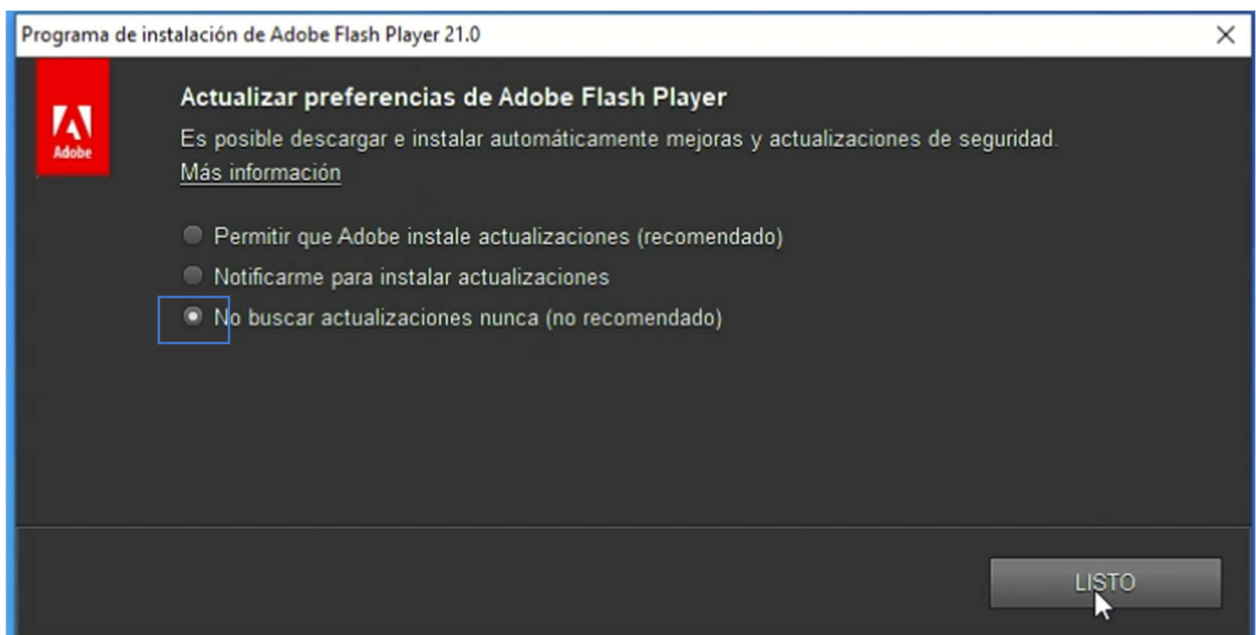 Programa de instalación de Adobe Flash Player 21.0
Adobe
Actualizar preferencias de Adobe Flash Player
Es posible descargar e instalar automáticamente mejoras y actualizaciones de seguridad.
Más información
Permitir que Adobe instale actualizaciones (recomendado)
Notificarme para instalar actualizaciones
No buscar actualizaciones nunca (no recomendado)
LISTO